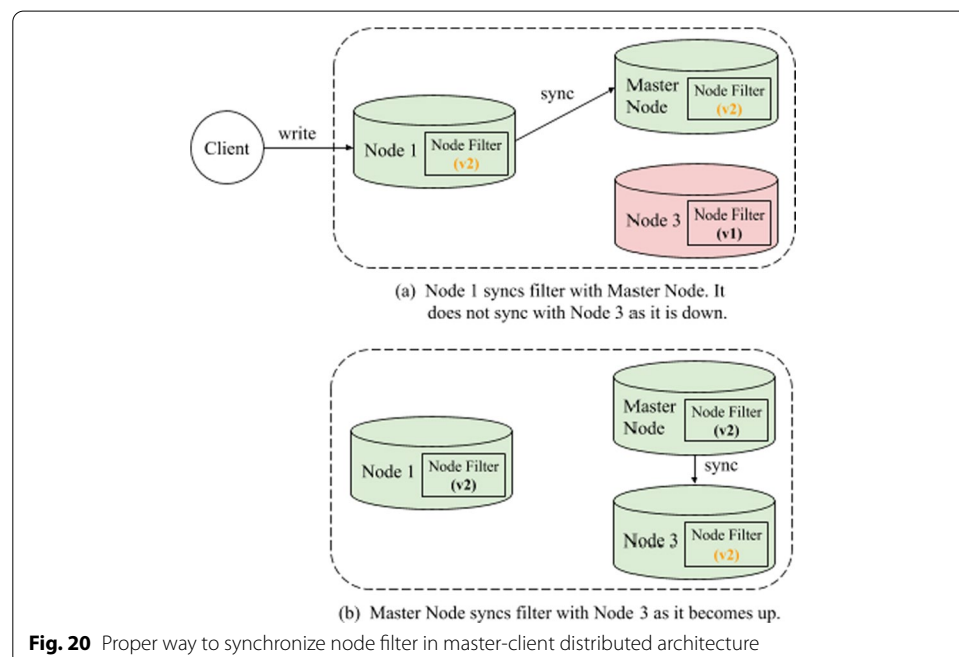 Client
write
Node 1
Node Filter
(v2)
sync
Master
Node
Node Filter
(v2)
Node 3
Node Filter
(v1)
(a) Node 1 syncs filter with Master Node. It
does not sync with Node 3 as it is down.
Master
Node
Node Filter
(v2)
Node 1
Node Filter
(v2)
sync
Node 3
Node Filter
(v2)
(b) Master Node syncs filter with Node 3 as it becomes up.
Fig. 20 Proper way to synchronize node filter in master-client distributed architecture